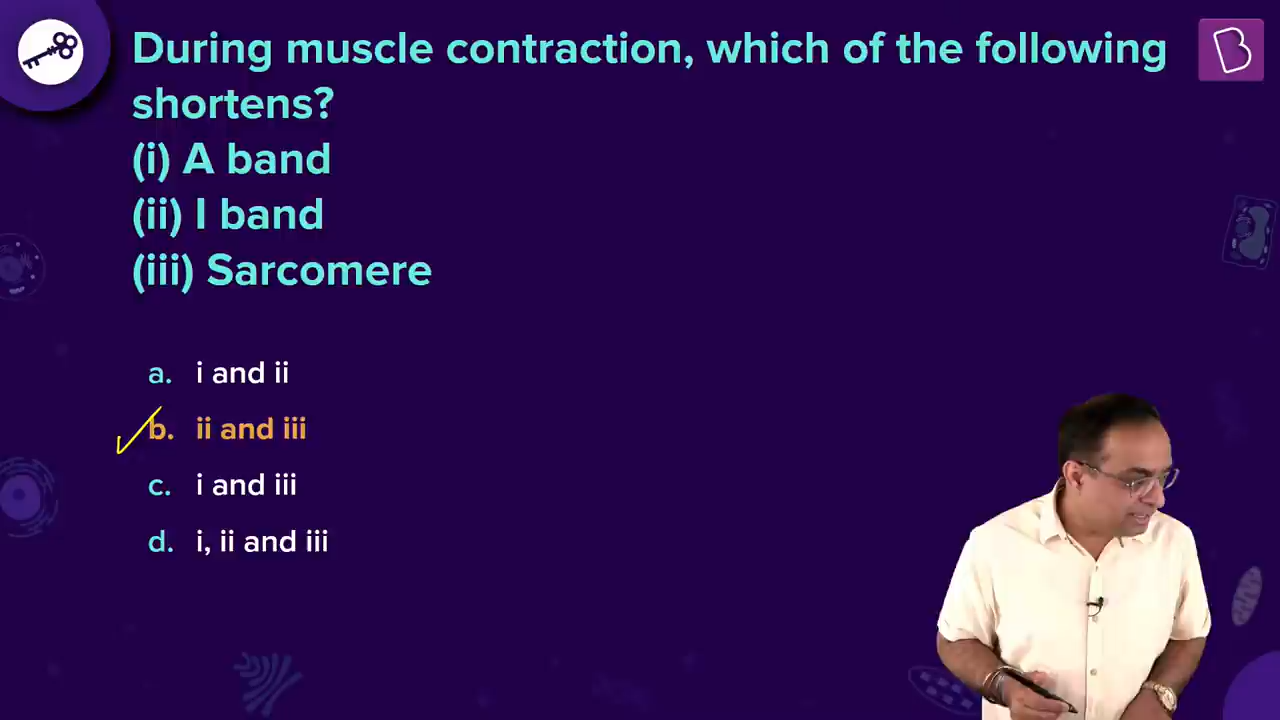 During muscle contraction, which of the following
shortens?
(i) A band
(ii) I band
(iii) Sarcomere
a. i and ii
b. ii and iii
c. i and iii
d. i, ii and iii